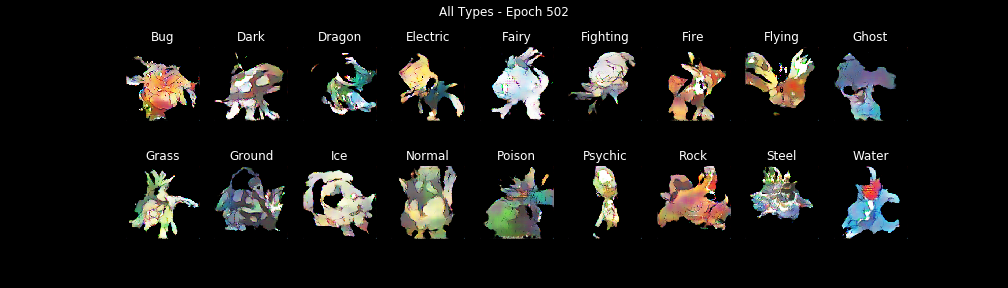 All Types - Epoch 502
Bug Dark Dragon Electric Fairy Fighting Fire Flying Ghost
Grass Ground Ice Normal Poison Psychic Rock Steel Water